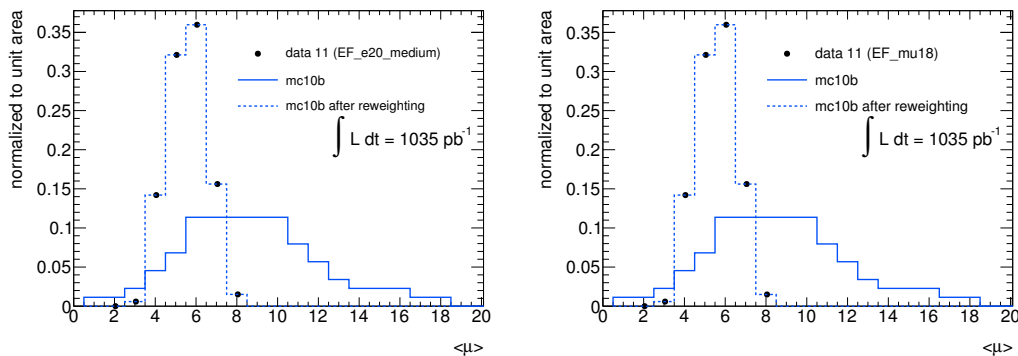 normalized to unit area
0.35
0.3
0.25
0.2
0.15
0.1
0.05
0
data 11 (EF_e20_medium)
mc10b
mc10b after reweighting
∫ L dt = 1035 pb⁻¹
0 2 4 6 8 10 12 14 16 18 20
<μ>
normalized to unit area
0.35
0.3
0.25
0.2
0.15
0.1
0.05
0
data 11 (EF_mu18)
mc10b
mc10b after reweighting
∫ L dt = 1035 pb⁻¹
0 2 4 6 8 10 12 14 16 18 20
<μ>